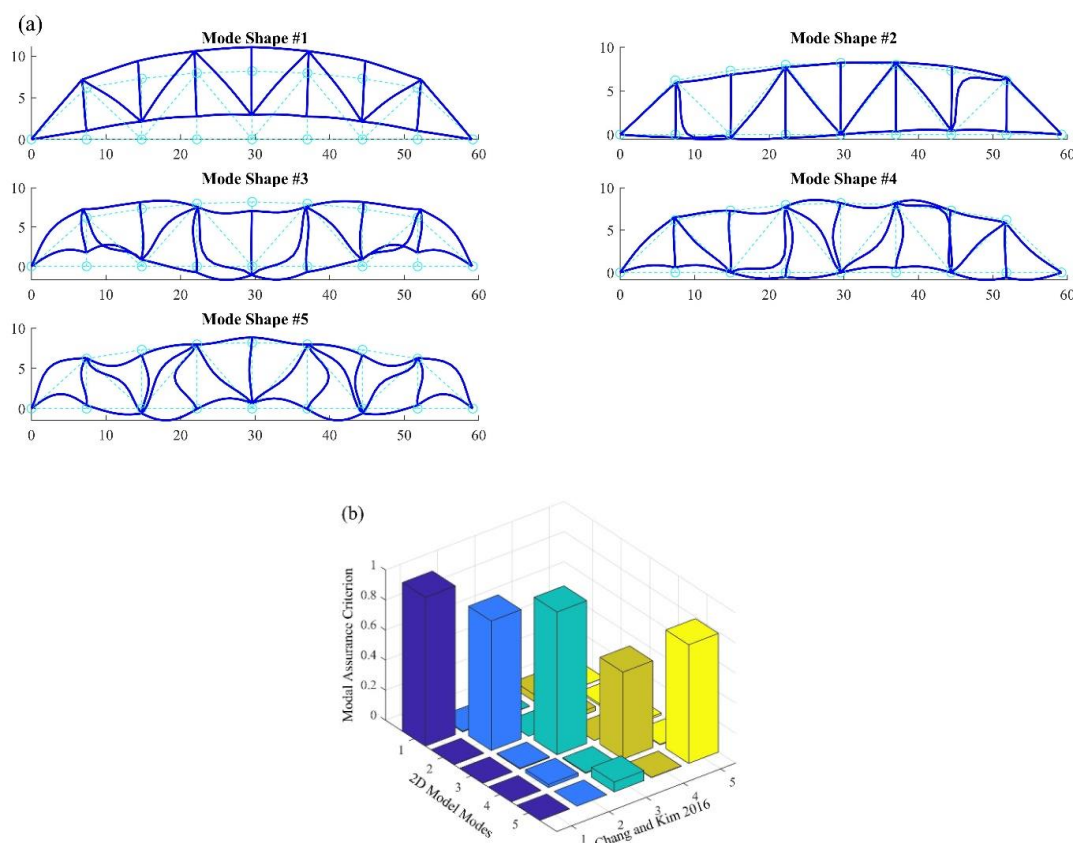 (a)
Mode Shape #1
10
5
0
0 10 20 30 40 50 60
Mode Shape #2
10
5
0
0 10 20 30 40 50 60
Mode Shape #3
10
5
0
0 10 20 30 40 50 60
Mode Shape #4
10
5
0
0 10 20 30 40 50 60
Mode Shape #5
10
5
0
0 10 20 30 40 50 60
(b)
Modal Assurance Criterion
1
0.8
0.6
0.4
0.2
0
1
2
3
4
5
2D Model Modes
1
2
3
4
5
Chang and Kim 2016